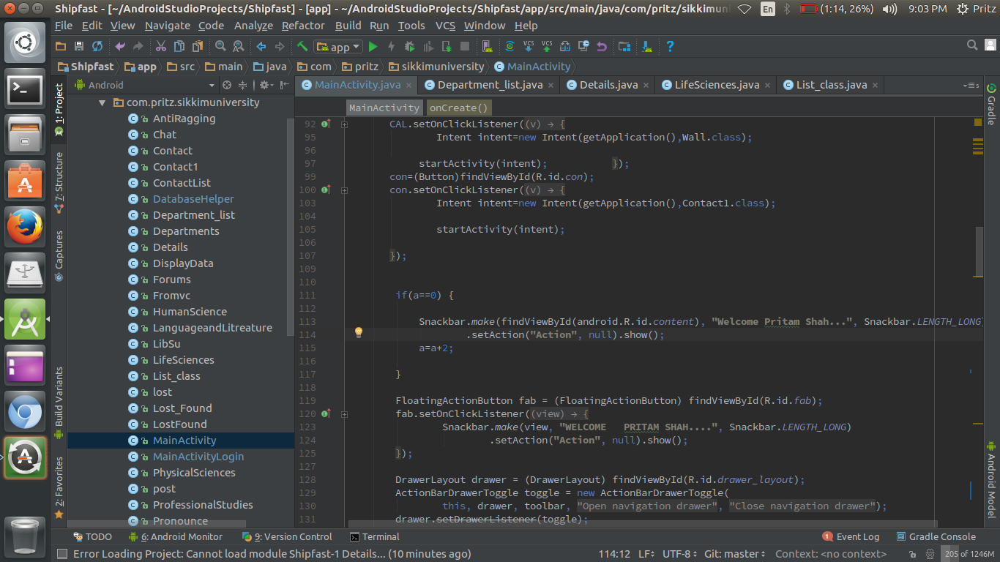 Shipfast - [~/AndroidStudioProjects/Shipfast] - [app] - ~/AndroidStudioProjects/Shipfast/app/src/main/java/com/pritz/sikkimuni
En (1:14, 26%) 9:03 PM Pritz
File Edit View Navigate Code Analyze Refactor Build Run Tools VCS Window Help
app VCS VCS ?
Shipfast app src main java com pritz sikkimuniversity MainActivity
Android MainActivity.java Department_list.java Details.java LifeSciences.java List_class.java
1: Project
7: Structure
Captures
Build Variants
2: Favorites
com.pritz.sikkimuniversity
AntiRagging
Chat
Contact
Contact1
ContactList
DatabaseHelper
Department_list
Departments
Details
DisplayData
Forums
Fromvc
HumanScience
LanguageandLitreature
LibSu
LifeSciences
List_class
lost
Lost_Found
LostFound
MainActivity
MainActivityLogin
PhysicalSciences
post
ProfessionalStudies
Pronounce
MainActivity onCreate()
92 CAL.setOnClickListener((v) → {
95 Intent intent=new Intent(getApplication(),Wall.class);
96
97 startActivity(intent); });
99 con=(Button)findViewById(R.id.con);
100 con.setOnClickListener((v) → {
103 Intent intent=new Intent(getApplication(),Contact1.class);
104
105 startActivity(intent);
106
107 });
109
110
111 if(a==0) {
112
113 Snackbar.make(findViewById(android.R.id.content), "Welcome Pritam Shah...", Snackbar.LENGTH_LONG)
114 .setAction("Action", null).show();
115 a=a+2;
116
117 }
118
119 FloatingActionButton fab = (FloatingActionButton) findViewById(R.id.fab);
120 fab.setOnClickListener((view) → {
123 Snackbar.make(view, "WELCOME PRITAM SHAH....", Snackbar.LENGTH_LONG)
124 .setAction("Action", null).show();
125 });
127
128 DrawerLayout drawer = (DrawerLayout) findViewById(R.id.drawer_layout);
129 ActionBarDrawerToggle toggle = new ActionBarDrawerToggle(
130 this, drawer, toolbar, "Open navigation drawer", "Close navigation drawer");
131 drawer.setDrawerListener(toggle);
Gradle
Android Model
TODO 6: Android Monitor 9: Version Control Terminal 1 Event Log Gradle Console
Error Loading Project: Cannot load module Shipfast-1 Details... (10 minutes ago) 114:12 LF UTF-8 Git: master Context: <no context> 205 of 1246M